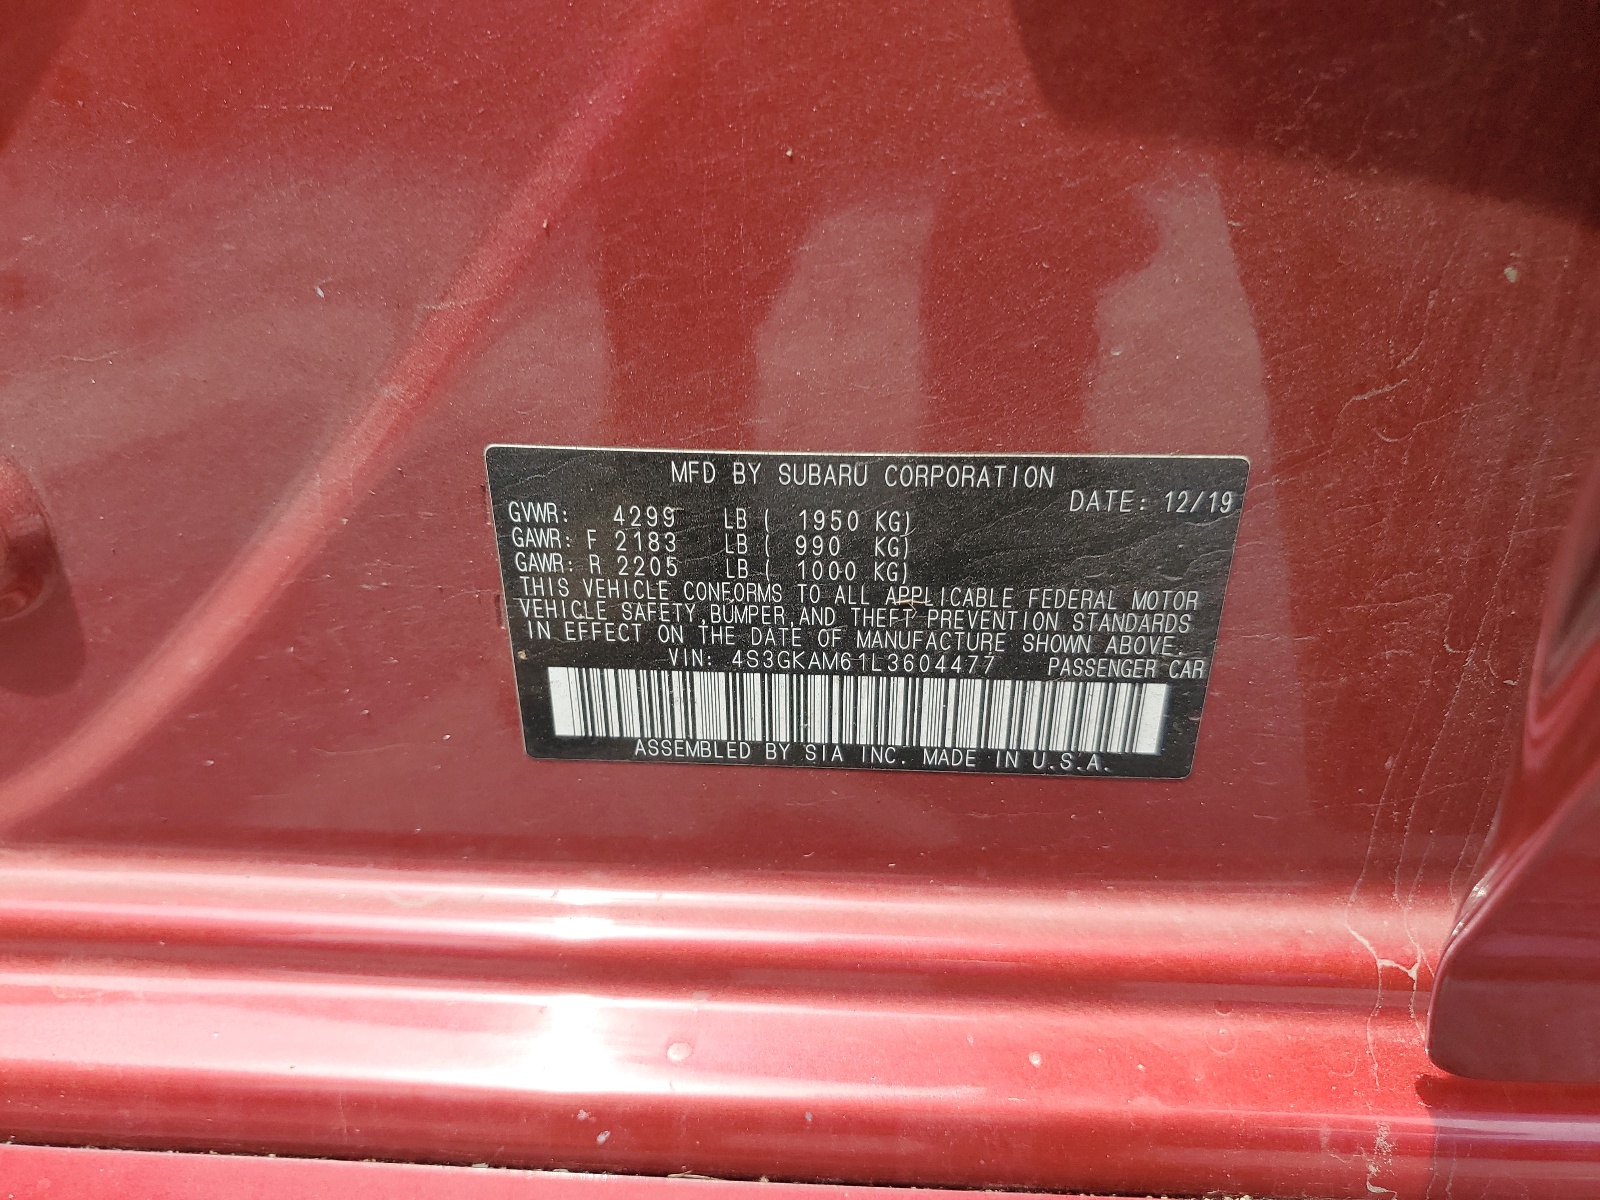 MFD BY SUBARU CORPORATION
DATE: 12/19
GVWR: 4299 LB ( 1950 KG)
GAWR: F 2183 LB ( 990 KG)
GAWR: R 2205 LB ( 1000 KG)
THIS VEHICLE CONFORMS TO ALL APPLICABLE FEDERAL MOTOR
VEHICLE SAFETY, BUMPER, AND THEFT PREVENTION STANDARDS
IN EFFECT ON THE DATE OF MANUFACTURE SHOWN ABOVE.
VIN: 4S3GKAM61L3604477 PASSENGER CAR
ASSEMBLED BY SIA INC. MADE IN U.S.A.